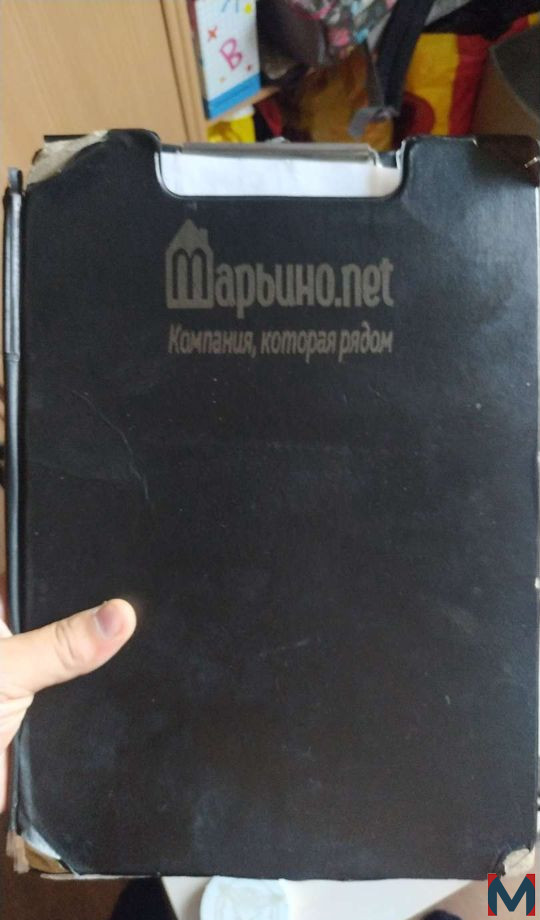 В
Марьино.net
Компания, которая рядом
М